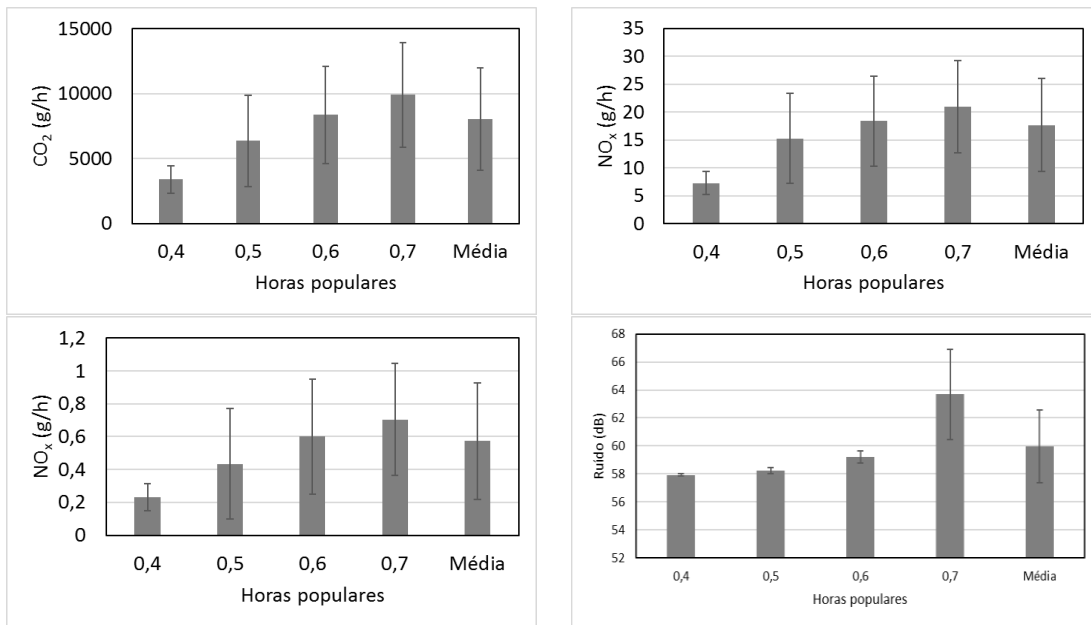 15000
10000
5000
0
CO₂ (g/h)
0,4 0,5 0,6 0,7 Média
Horas populares
35
30
25
20
15
10
5
0
NOₓ (g/h)
0,4 0,5 0,6 0,7 Média
Horas populares
1,2
1
0,8
0,6
0,4
0,2
0
NOₓ (g/h)
0,4 0,5 0,6 0,7 Média
Horas populares
68
66
64
62
60
58
56
54
52
Ruído (dB)
0,4 0,5 0,6 0,7 Média
Horas populares